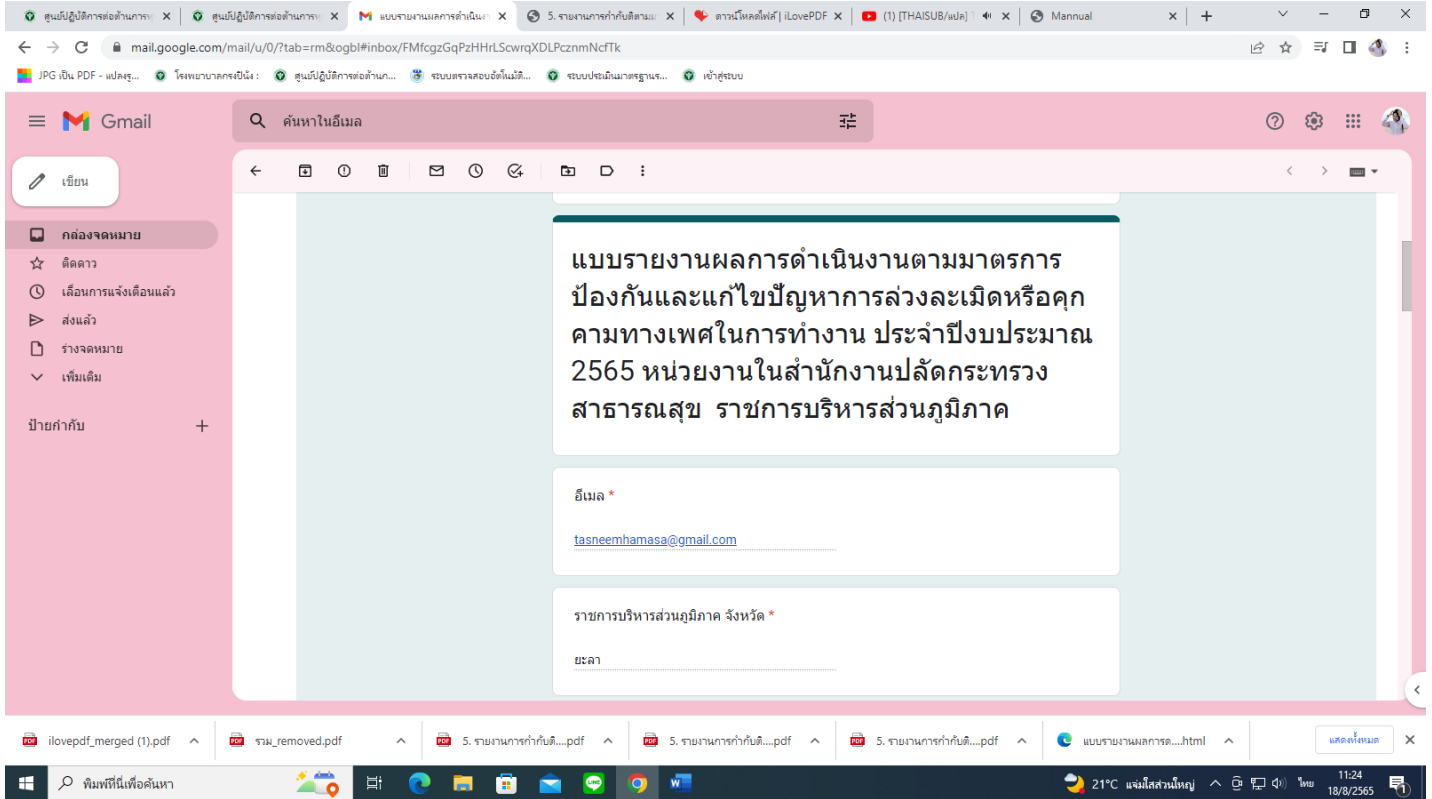 ศูนย์ปฏิบัติการต่อต้านการทุ
ศูนย์ปฏิบัติการต่อต้านการทุ
แบบรายงานผลการดำเนินงา
5. รายงานการกำกับติดตามม
ดาวน์โหลดไฟล์ | iLovePDF
(1) [THAISUB/แปล]
Mannual
mail.google.com/mail/u/0/?tab=rm&ogbl#inbox/FMfcgzGqPzHHrLScwrqXDLPcznmNcfTk
JPG เป็น PDF - แปลงรู...
โรงพยาบาลกรงปินัง :
ศูนย์ปฏิบัติการต่อต้านก...
ระบบตรวจสอบอัตโนมัติ...
ระบบประเมินมาตรฐานร...
เข้าสู่ระบบ
Gmail
ค้นหาในอีเมล
เขียน
กล่องจดหมาย
ติดดาว
เลื่อนการแจ้งเตือนแล้ว
ส่งแล้ว
ร่างจดหมาย
เพิ่มเติม
ป้ายกำกับ
แบบรายงานผลการดำเนินงานตามมาตรการ
ป้องกันและแก้ไขปัญหาการล่วงละเมิดหรือคุก
คามทางเพศในการทำงาน ประจำปีงบประมาณ
2565 หน่วยงานในสำนักงานปลัดกระทรวง
สาธารณสุข ราชการบริหารส่วนภูมิภาค
อีเมล *
tasneemhamasa@gmail.com
ราชการบริหารส่วนภูมิภาค จังหวัด *
ยะลา
ilovepdf_merged (1).pdf
รวม_removed.pdf
5. รายงานการกำกับติ....pdf
5. รายงานการกำกับติ....pdf
5. รายงานการกำกับติ....pdf
แบบรายงานผลการด....html
แสดงทั้งหมด
พิมพ์ที่นี่เพื่อค้นหา
21°C แจ่มใสส่วนใหญ่
ไทย
11:24
18/8/2565